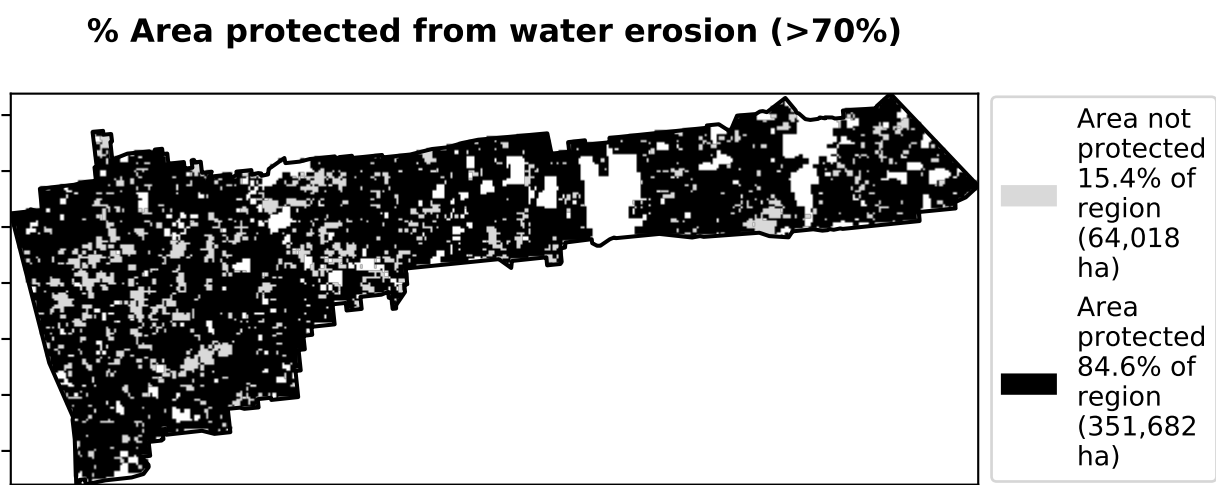 % Area protected from water erosion (>70%)
Area not
protected
15.4% of
region
(64,018
ha)
Area
protected
84.6% of
region
(351,682
ha)